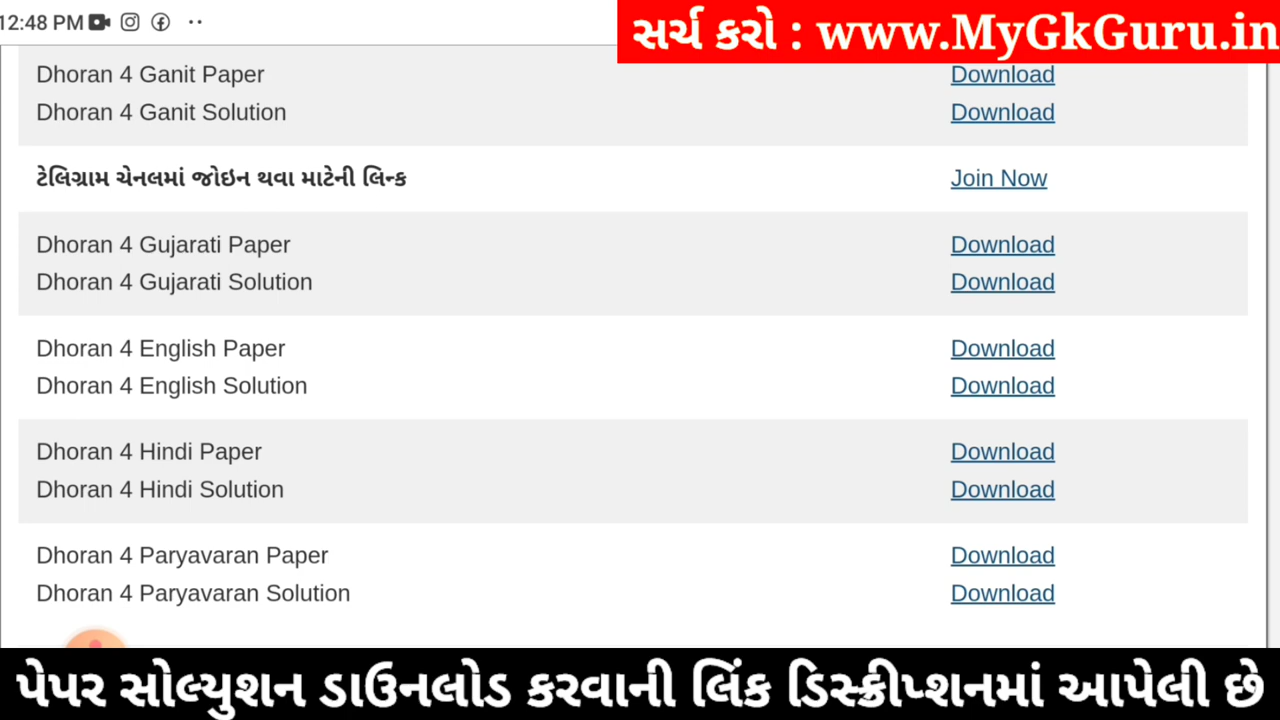 12:48 PM
સર્ચ કરો : www.MyGkGuru.in
Dhoran 4 Ganit Paper Download
Dhoran 4 Ganit Solution Download
ટેલિગ્રામ ચેનલમાં જોઇન થવા માટેની લિન્ક Join Now
Dhoran 4 Gujarati Paper Download
Dhoran 4 Gujarati Solution Download
Dhoran 4 English Paper Download
Dhoran 4 English Solution Download
Dhoran 4 Hindi Paper Download
Dhoran 4 Hindi Solution Download
Dhoran 4 Paryavaran Paper Download
Dhoran 4 Paryavaran Solution Download
પેપર સોલ્યુશન ડાઉનલોડ કરવાની લિંક ડિસ્ક્રીપ્શનમાં આપેલી છે